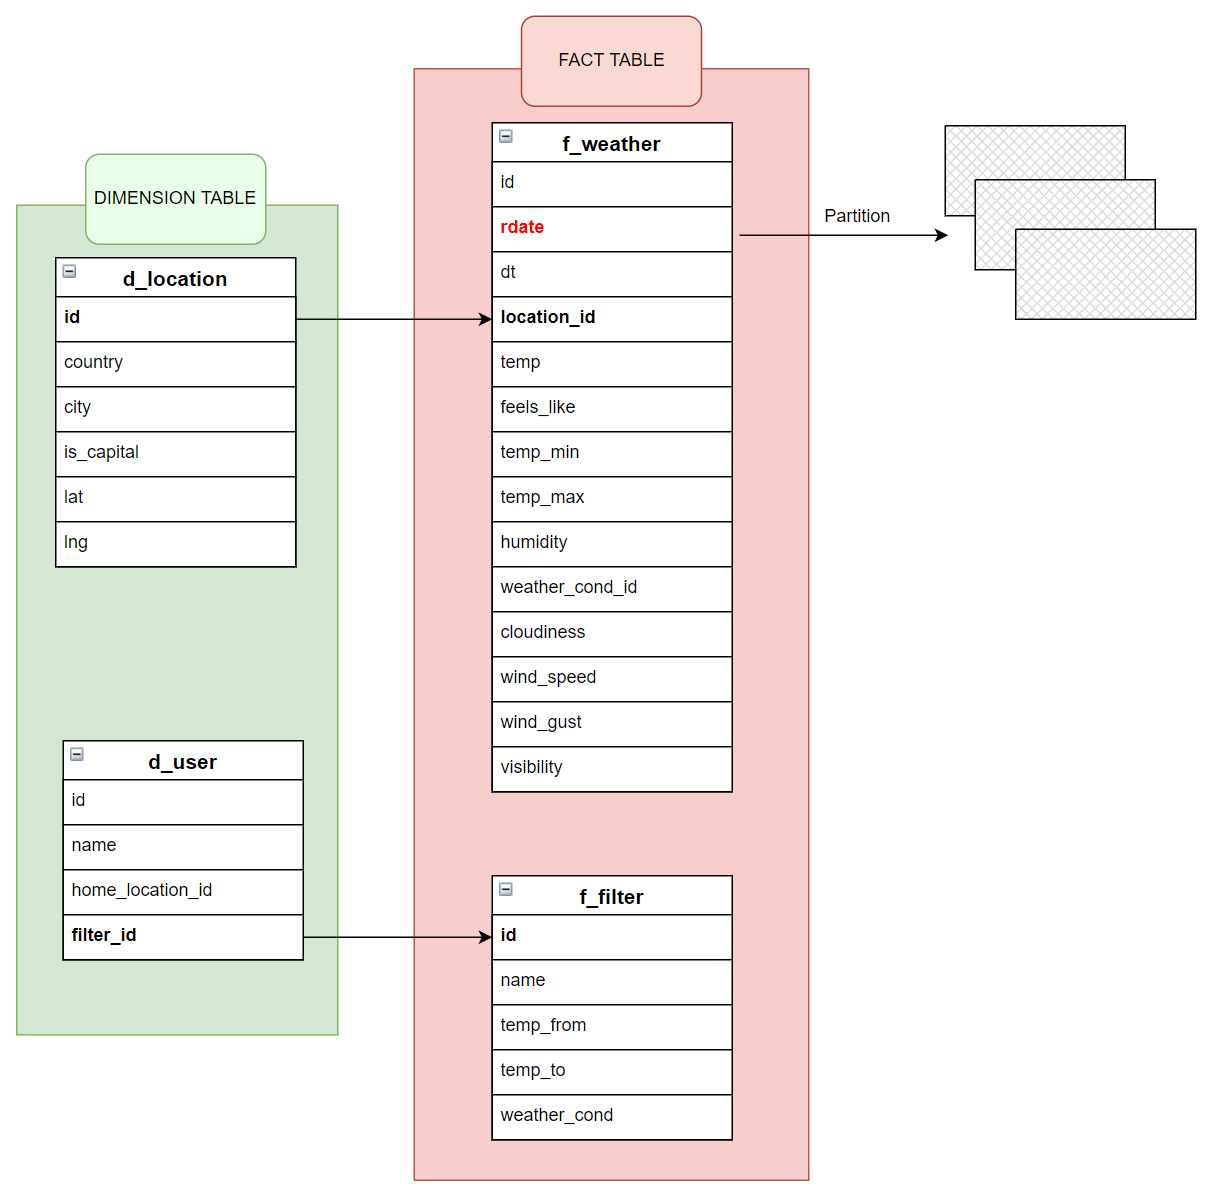 DIMENSION TABLE
d_location
id
country
city
is_capital
lat
lng
d_user
id
name
home_location_id
filter_id
FACT TABLE
f_weather
id
rdate
dt
location_id
temp
feels_like
temp_min
temp_max
humidity
weather_cond_id
cloudiness
wind_speed
wind_gust
visibility
f_filter
id
name
temp_from
temp_to
weather_cond
Partition